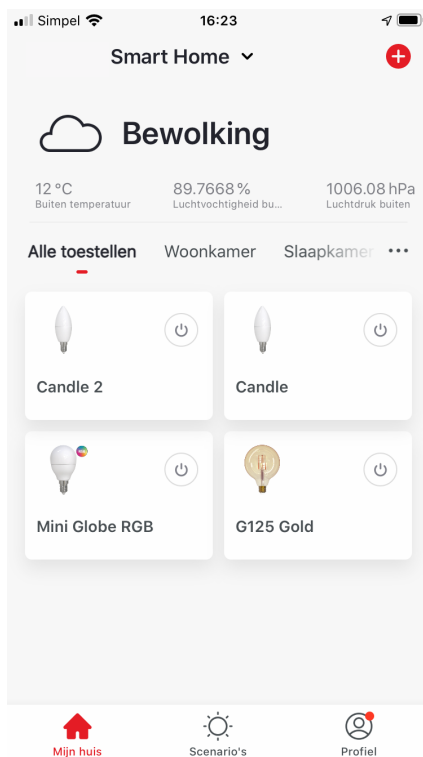 Simpel 16:23
Smart Home
Bewolking
12 °C 89.7668 % 1006.08 hPa
Buiten temperatuur Luchtvochtigheid bu... Luchtdruk buiten
Alle toestellen Woonkamer Slaapkamer
Candle 2 Candle
Mini Globe RGB G125 Gold
Mijn huis Scenario's Profiel